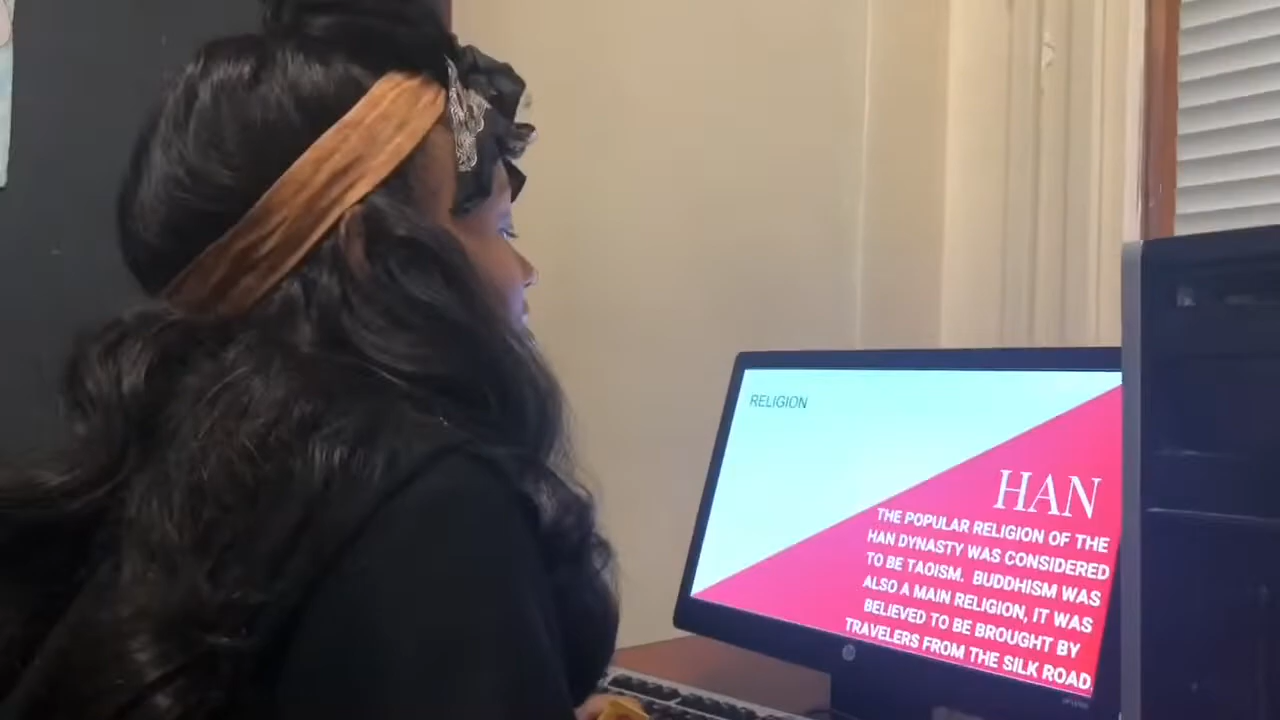 RELIGION
HAN
THE POPULAR RELIGION OF THE
HAN DYNASTY WAS CONSIDERED
TO BE TAOISM. BUDDHISM WAS
ALSO A MAIN RELIGION, IT WAS
BELIEVED TO BE BROUGHT BY
TRAVELERS FROM THE SILK ROAD
hp